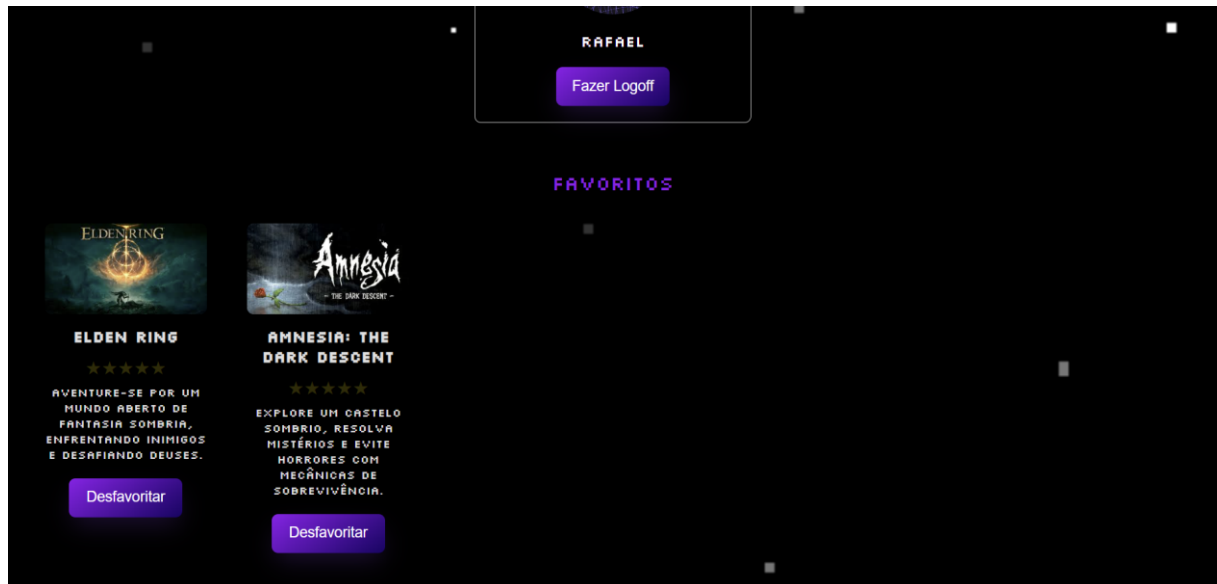 RAFAEL
Fazer Logoff
FAVORITOS
ELDEN RING
ELDEN RING
★★★★★
AVENTURE-SE POR UM
MUNDO ABERTO DE
FANTASIA SOMBRIA,
ENFRENTANDO INIMIGOS
E DESAFIANDO DEUSES.
Desfavoritar
Amnesia
- THE DARK DESCENT -
AMNESIA: THE
DARK DESCENT
★★★★★
EXPLORE UM CASTELO
SOMBRIO, RESOLVA
MISTÉRIOS E EVITE
HORRORES COM
MECÂNICAS DE
SOBREVIVÊNCIA.
Desfavoritar